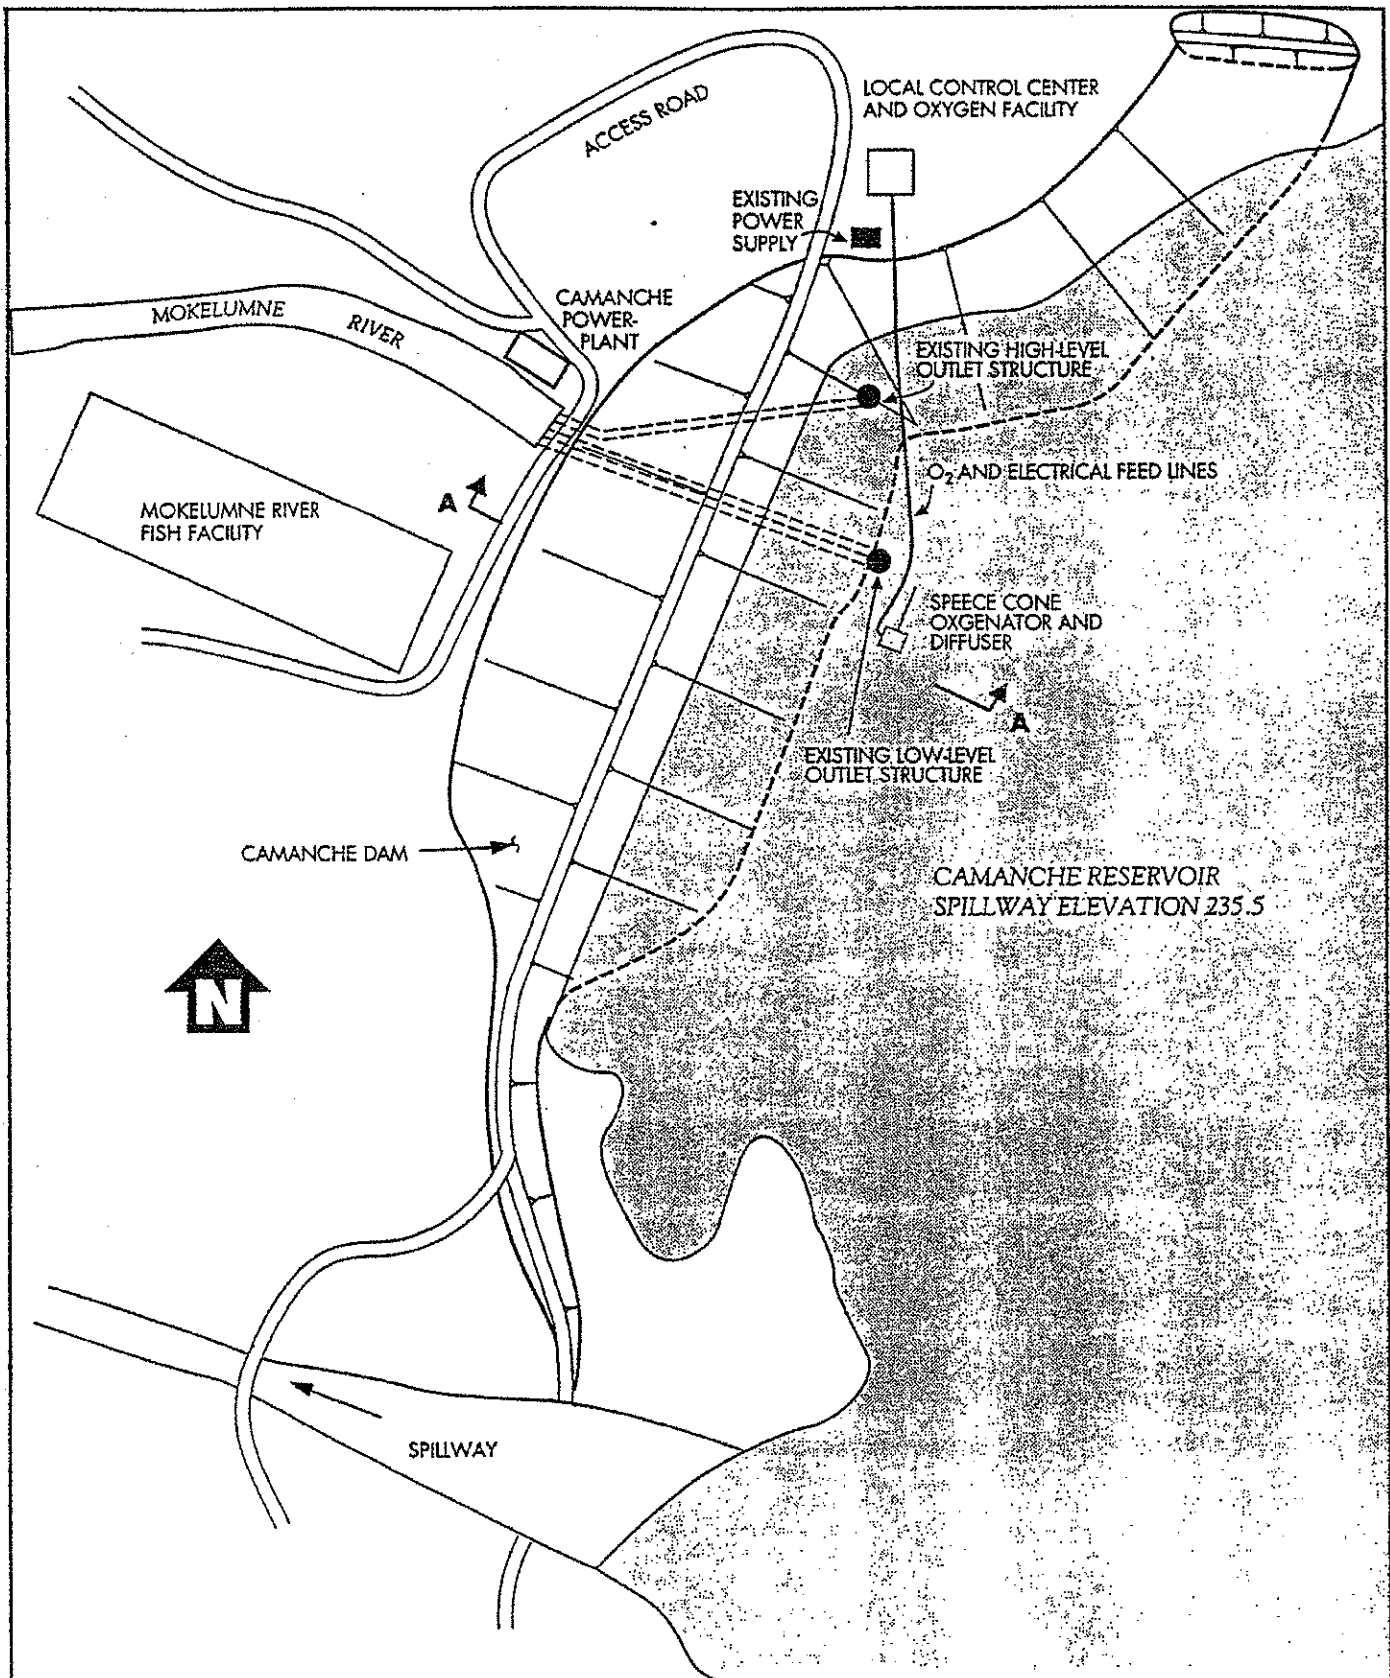 LOCAL CONTROL CENTER
AND OXYGEN FACILITY
ACCESS ROAD
EXISTING
POWER
SUPPLY
CAMANCHE
POWER-
PLANT
MOKELUMNE
RIVER
EXISTING HIGH-LEVEL
OUTLET STRUCTURE
O₂ AND ELECTRICAL FEED LINES
A
MOKELUMNE RIVER
FISH FACILITY
SPEECE CONE
OXGENATOR AND
DIFFUSER
A
EXISTING LOW-LEVEL
OUTLET STRUCTURE
CAMANCHE DAM
CAMANCHE RESERVOIR
SPILLWAY ELEVATION 235.5
N
SPILLWAY